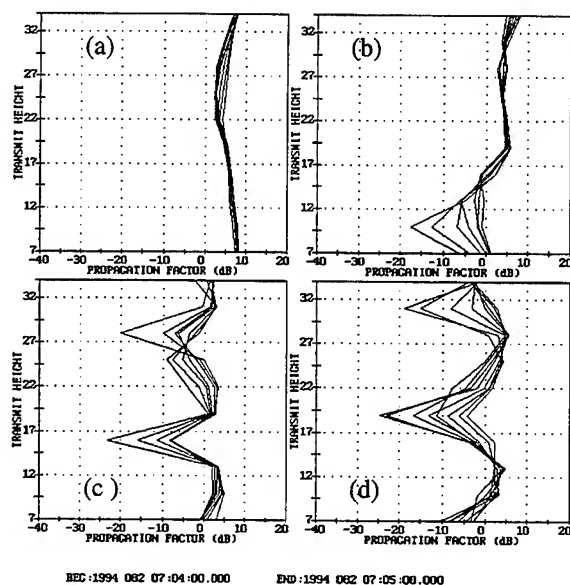 (a)
TRANSMIT HEIGHT
32
27
22
17
12
7
-40 -30 -20 -10 0 10 20
PROPAGATION FACTOR (dB)
(b)
TRANSMIT HEIGHT
32
27
22
17
12
7
-40 -30 -20 -10 0 10 20
PROPAGATION FACTOR (dB)
(c)
TRANSMIT HEIGHT
32
27
22
17
12
7
-40 -30 -20 -10 0 10 20
PROPAGATION FACTOR (dB)
(d)
TRANSMIT HEIGHT
32
27
22
17
12
7
-40 -30 -20 -10 0 10 20
PROPAGATION FACTOR (dB)
BEG:1994 082 07:04:00.000 END:1994 082 07:05:00.000